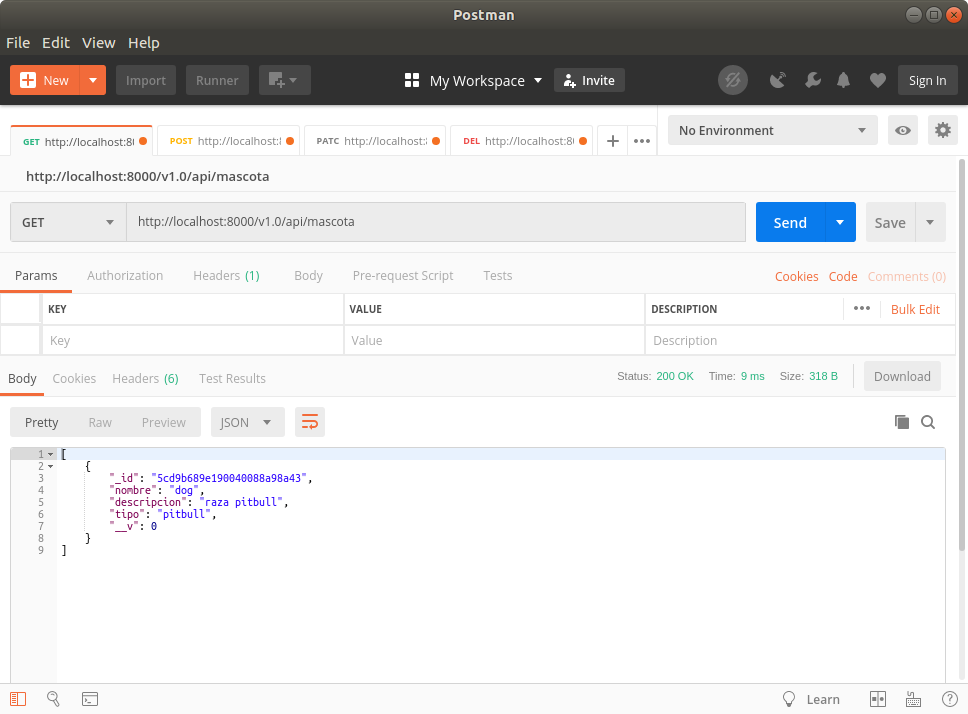 Postman
File Edit View Help
New Import Runner My Workspace Invite Sign In
GET http://localhost:80 POST http://localhost: PATC http://localhost: DEL http://localhost:80 No Environment
http://localhost:8000/v1.0/api/mascota
GET http://localhost:8000/v1.0/api/mascota Send Save
Params Authorization Headers (1) Body Pre-request Script Tests Cookies Code Comments (0)
KEY VALUE DESCRIPTION Bulk Edit
Key Value Description
Body Cookies Headers (6) Test Results Status: 200 OK Time: 9 ms Size: 318 B Download
Pretty Raw Preview JSON
1 [
2 {
3 "_id": "5cd9b689e190040088a98a43",
4 "nombre": "dog",
5 "descripcion": "raza pitbull",
6 "tipo": "pitbull",
7 "__v": 0
8 }
9 ]
Learn